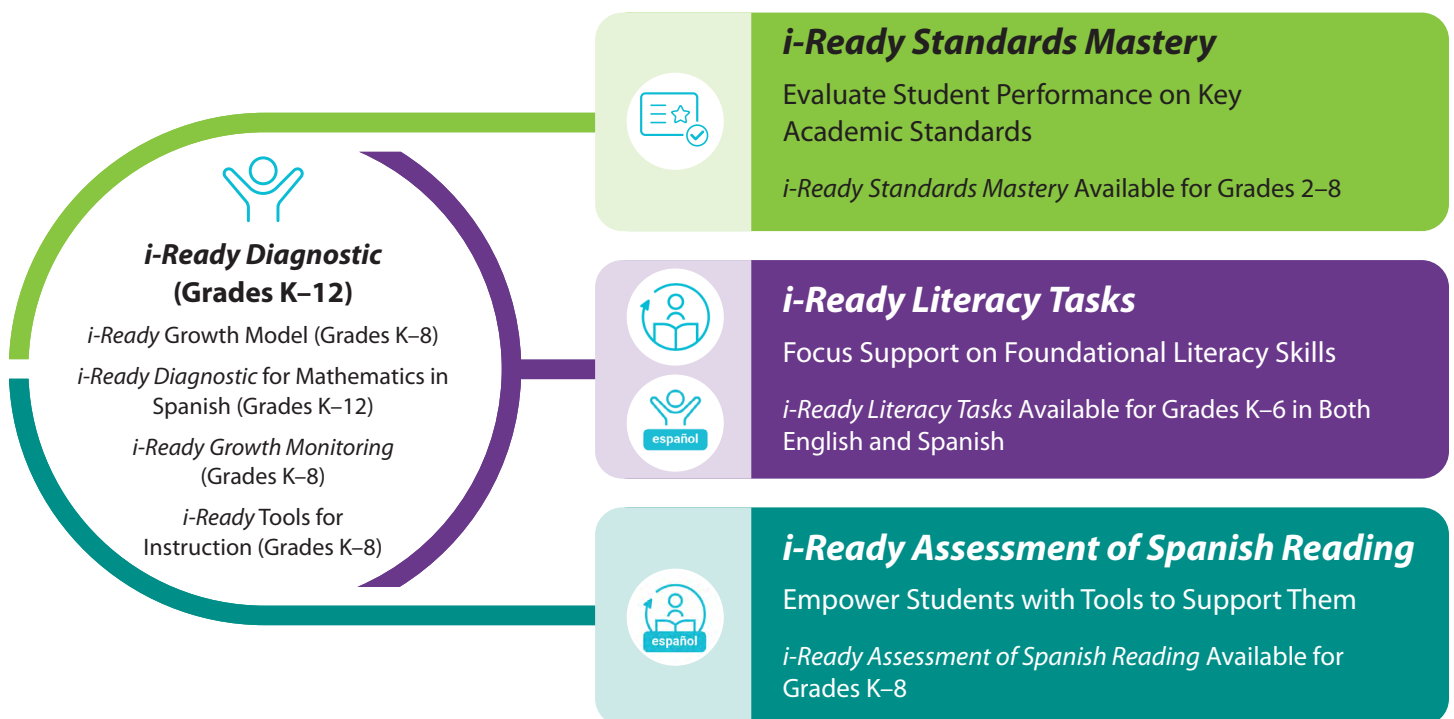 i-Ready Diagnostic
(Grades K–12)
i-Ready Growth Model (Grades K–8)
i-Ready Diagnostic for Mathematics in
Spanish (Grades K–12)
i-Ready Growth Monitoring
(Grades K–8)
i-Ready Tools for
Instruction (Grades K–8)
i-Ready Standards Mastery
Evaluate Student Performance on Key
Academic Standards
i-Ready Standards Mastery Available for Grades 2–8
i-Ready Literacy Tasks
Focus Support on Foundational Literacy Skills
español
i-Ready Literacy Tasks Available for Grades K–6 in Both
English and Spanish
i-Ready Assessment of Spanish Reading
Empower Students with Tools to Support Them
español
i-Ready Assessment of Spanish Reading Available for
Grades K–8